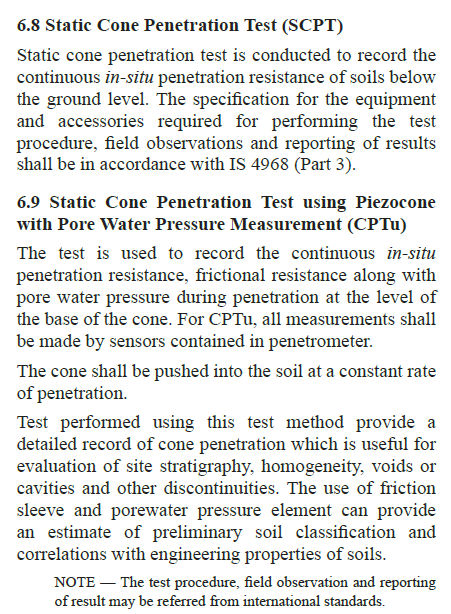 6.8 Static Cone Penetration Test (SCPT)
Static cone penetration test is conducted to record the
continuous in-situ penetration resistance of soils below
the ground level. The specification for the equipment
and accessories required for performing the test
procedure, field observations and reporting of results
shall be in accordance with IS 4968 (Part 3).
6.9 Static Cone Penetration Test using Piezocone
with Pore Water Pressure Measurement (CPTu)
The test is used to record the continuous in-situ
penetration resistance, frictional resistance along with
pore water pressure during penetration at the level of
the base of the cone. For CPTu, all measurements shall
be made by sensors contained in penetrometer.
The cone shall be pushed into the soil at a constant rate
of penetration.
Test performed using this test method provide a
detailed record of cone penetration which is useful for
evaluation of site stratigraphy, homogeneity, voids or
cavities and other discontinuities. The use of friction
sleeve and porewater pressure element can provide
an estimate of preliminary soil classification and
correlations with engineering properties of soils.
NOTE — The test procedure, field observation and reporting
of result may be referred from international standards.